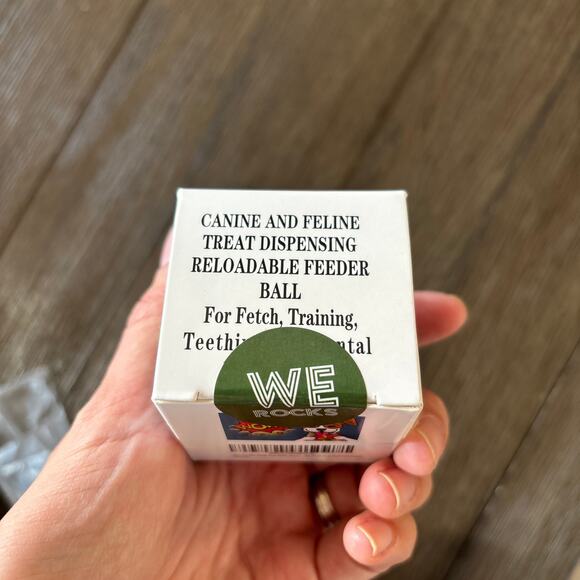 CANINE AND FELINE
TREAT DISPENSING
RELOADABLE FEEDER
BALL
For Fetch, Training,
WE
ROCKS